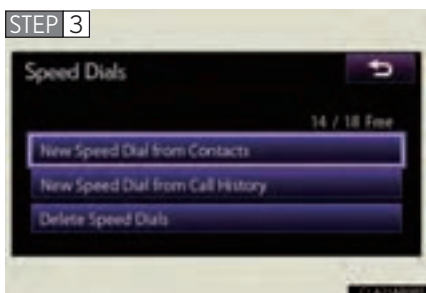 STEP 3
Speed Dials
14 / 18 Free
New Speed Dial from Contacts
New Speed Dial from Call History
Delete Speed Dials